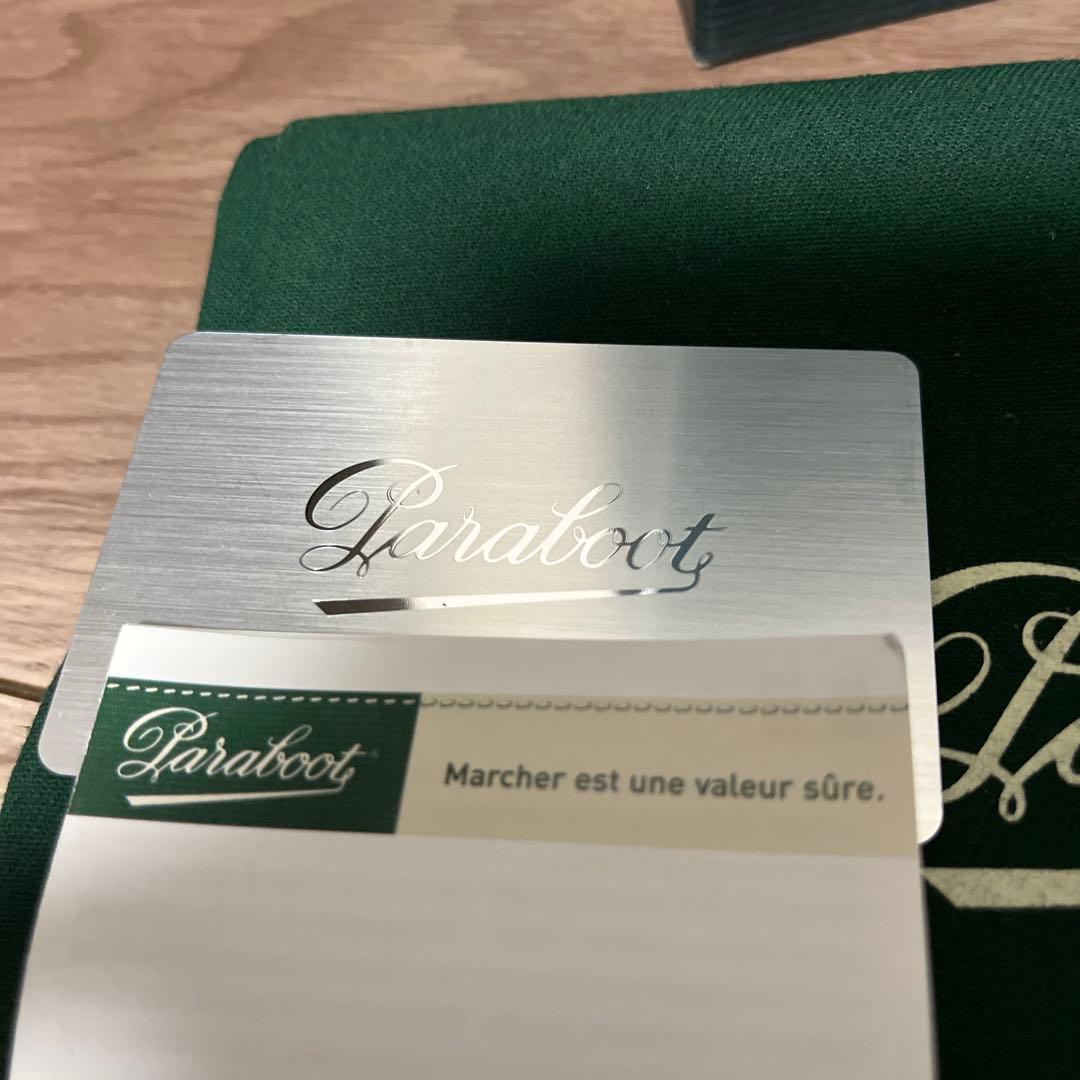 Paraboot
Paraboot
Marcher est une valeur sûre.